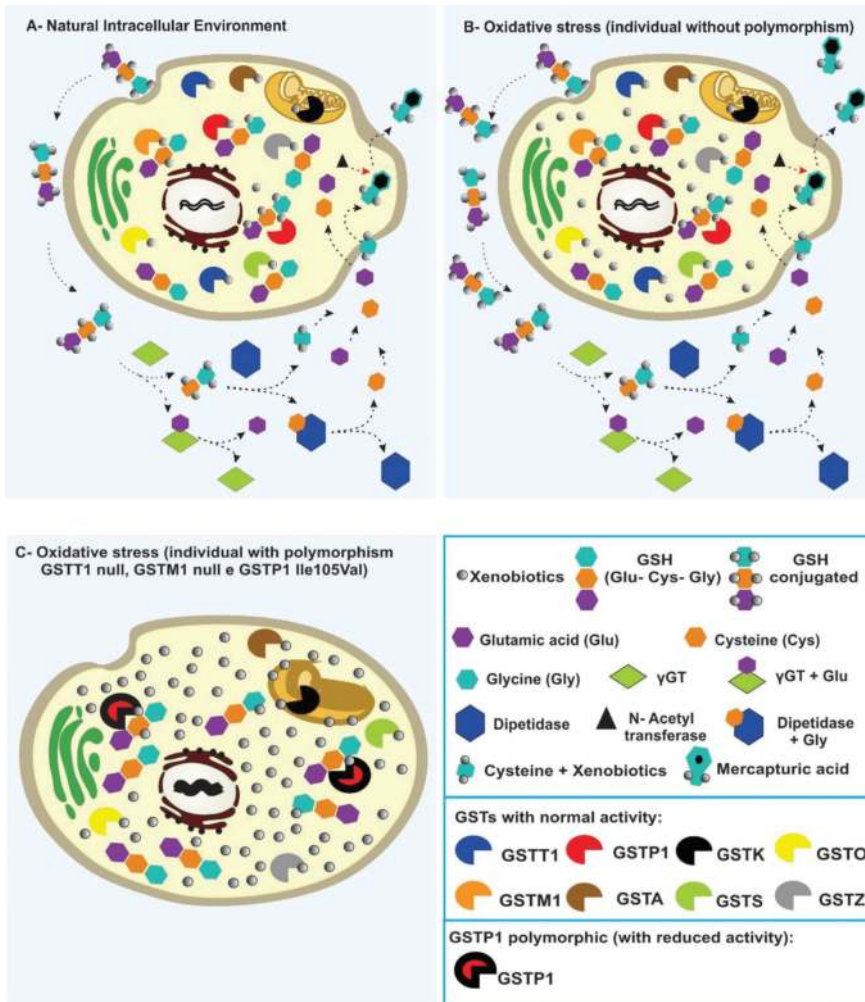 A- Natural Intracellular Environment
B- Oxidative stress (individual without polymorphism)
C- Oxidative stress (individual with polymorphism
GSTT1 null, GSTM1 null e GSTP1 Ile105Val)
Xenobiotics
GSH
(Glu- Cys- Gly)
GSH
conjugated
Glutamic acid (Glu)
Cysteine (Cys)
Glycine (Gly)
γGT
γGT + Glu
Dipetidase
N- Acetyl
transferase
Dipetidase
+ Gly
Cysteine + Xenobiotics
Mercapturic acid
GSTs with normal activity:
GSTT1
GSTP1
GSTK
GSTO
GSTM1
GSTA
GSTS
GSTZ
GSTP1 polymorphic (with reduced activity):
GSTP1